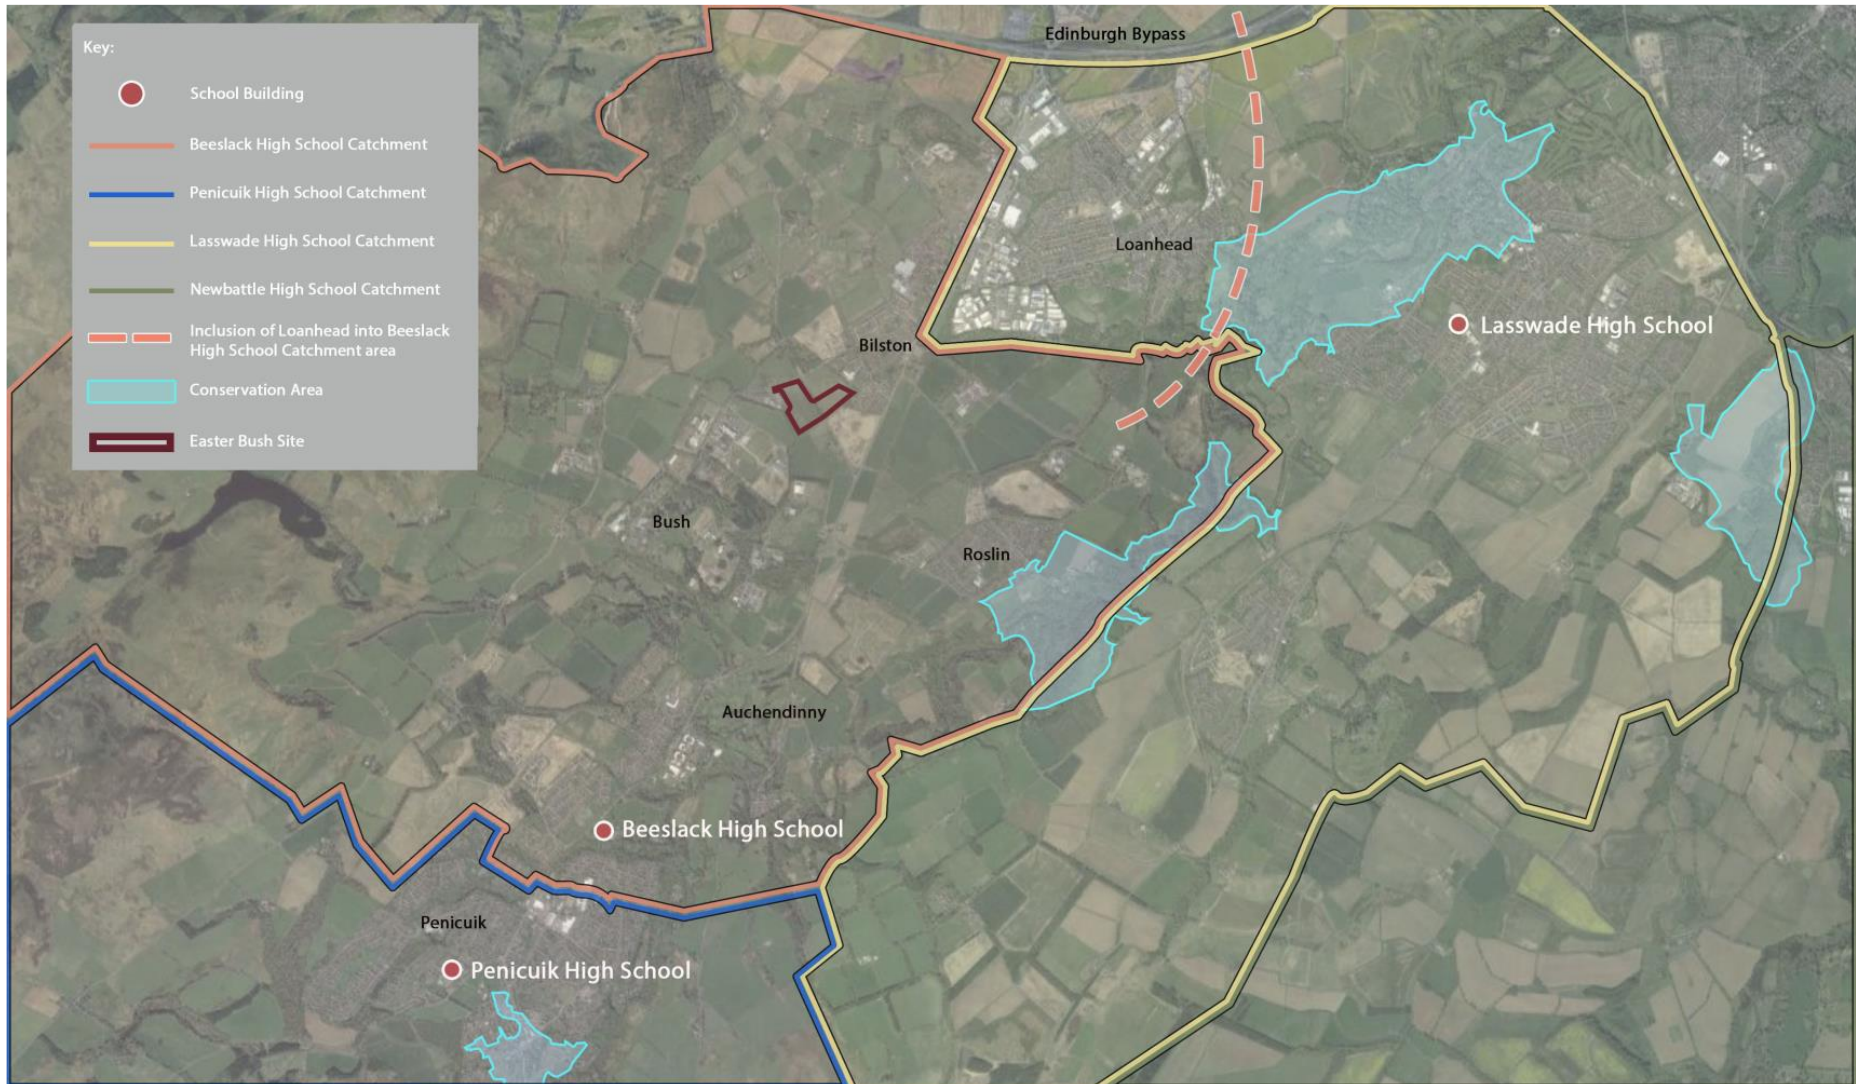 Key:
School Building
Beeslack High School Catchment
Penicuik High School Catchment
Lasswade High School Catchment
Newbattle High School Catchment
Inclusion of Loanhead into Beeslack
High School Catchment area
Conservation Area
Easter Bush Site
Edinburgh Bypass
Loanhead
Lasswade High School
Bilston
Bush
Roslin
Auchendinny
Beeslack High School
Penicuik
Penicuik High School